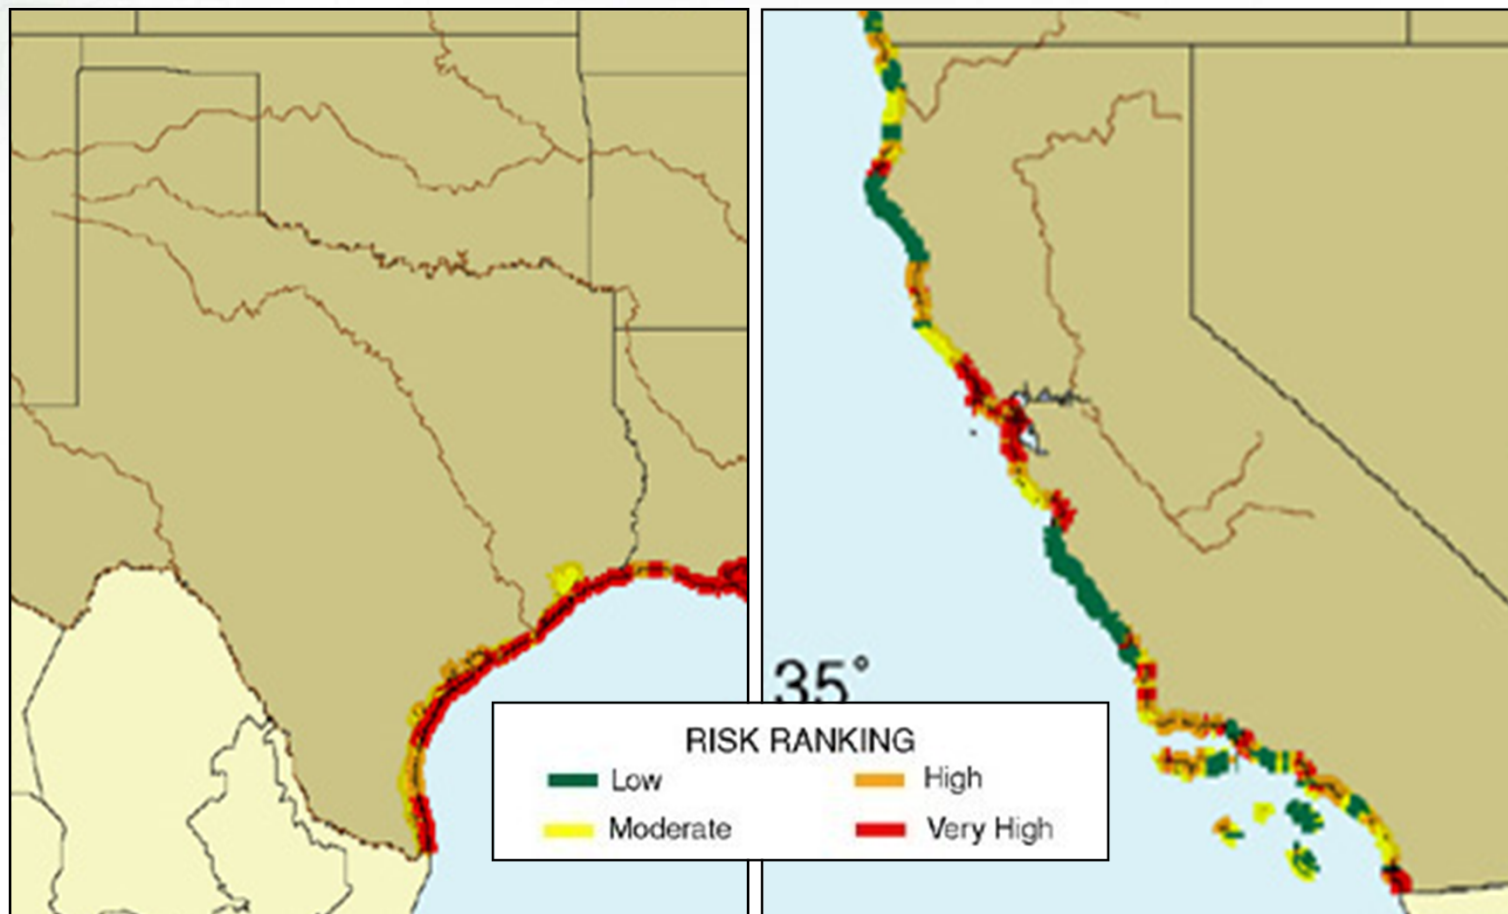 35°
RISK RANKING
Low
High
Moderate
Very High